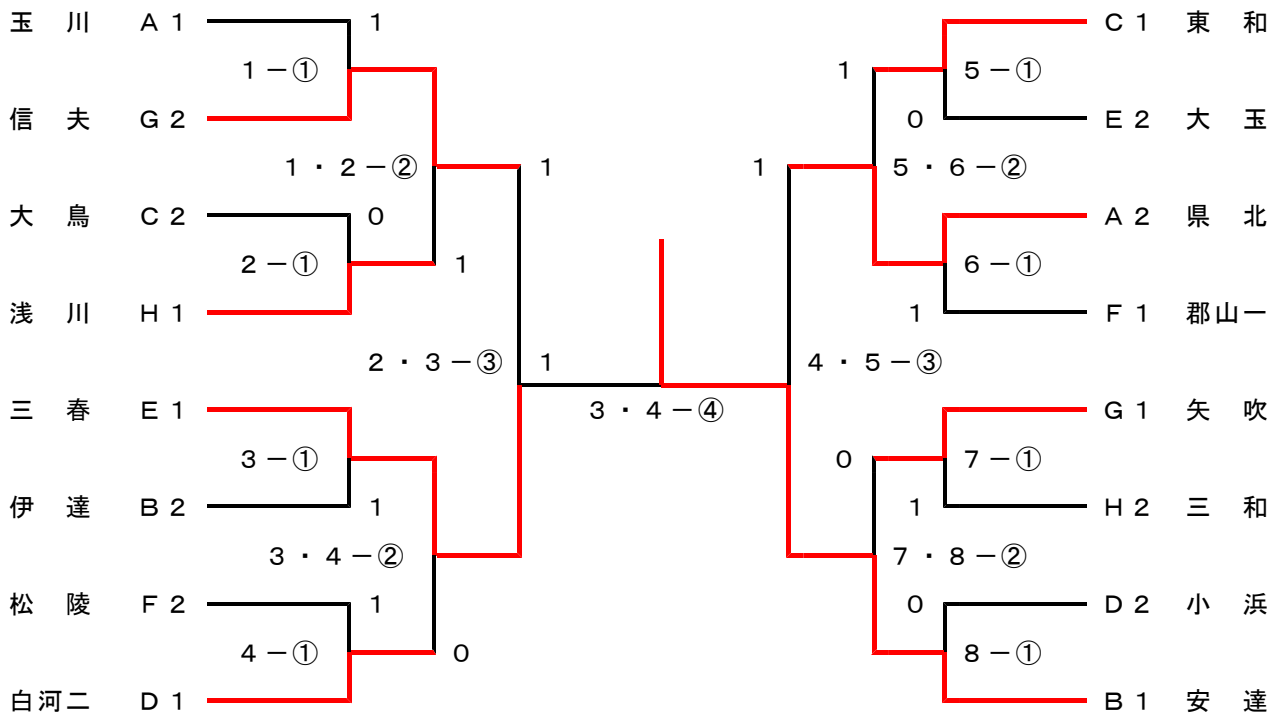 玉　川　Ａ１　１　Ｃ１　東　和
１－①　１　５－①
信　夫　Ｇ２　０　Ｅ２　大　玉
１・２－②　１　１　５・６－②
大　鳥　Ｃ２　０　Ａ２　県　北
２－①　１　６－①
浅　川　Ｈ１　１　Ｆ１　郡山一
２・３－③　１　４・５－③
三　春　Ｅ１　３・４－④　Ｇ１　矢　吹
３－①　０　７－①
伊　達　Ｂ２　１　１　Ｈ２　三　和
３・４－②　７・８－②
松　陵　Ｆ２　１　０　Ｄ２　小　浜
４－①　０　８－①
白河二　Ｄ１　Ｂ１　安　達